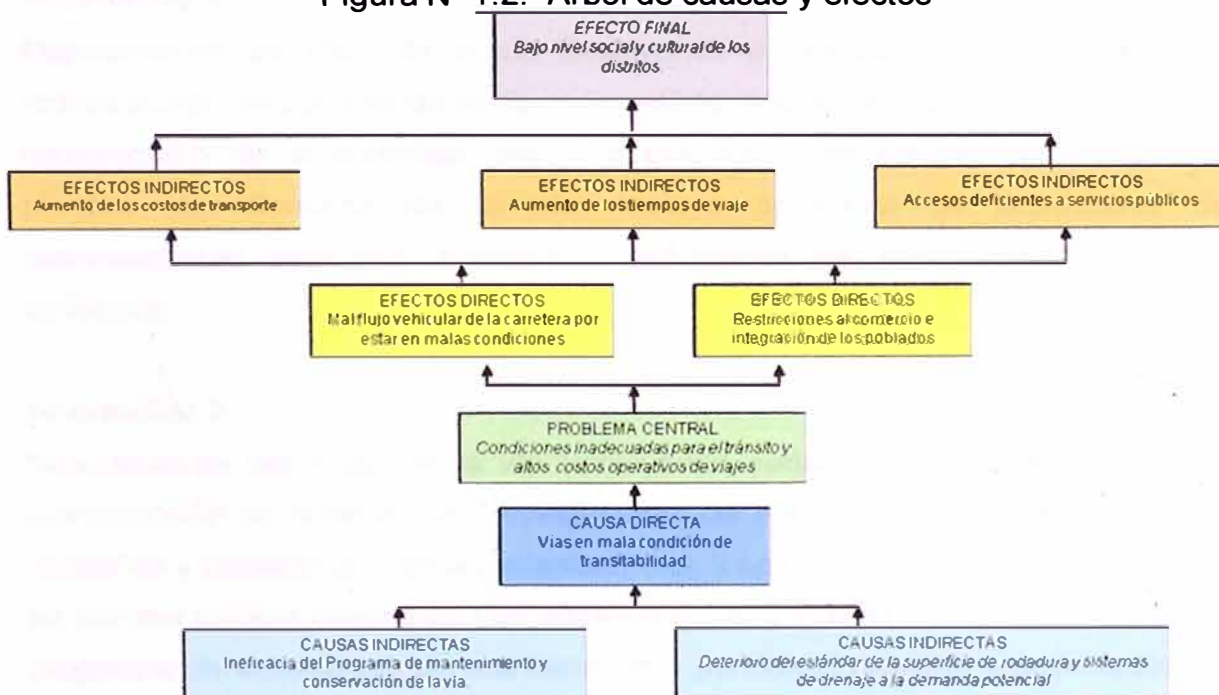 Figura N° 1.2. Árbol de causas y efectos
EFECTO FINAL
Bajo nivel social y cultural de los
distritos
EFECTOS INDIRECTOS
Aumento de los costos de transporte
EFECTOS INDIRECTOS
Aumento de los tiempos de viaje
EFECTOS INDIRECTOS
Accesos deficientes a servicios públicos
EFECTOS DIRECTOS
Mal flujo vehicular de la carretera por
estar en malas condiciones
EFECTOS DIRECTOS
Restricciones al comercio e
integración de los poblados
PROBLEMA CENTRAL
Condiciones inadecuadas para el tránsito y
altos costos operativos de viajes
CAUSA DIRECTA
Vias en mala condición de
transitabilidad
CAUSAS INDIRECTAS
Ineficacia del Programa de mantenimiento y
conservación de la vía.
CAUSAS INDIRECTAS
Deterioro del estándar de la superficie de rodadura y sistemas
de drenaje a la demanda potencial